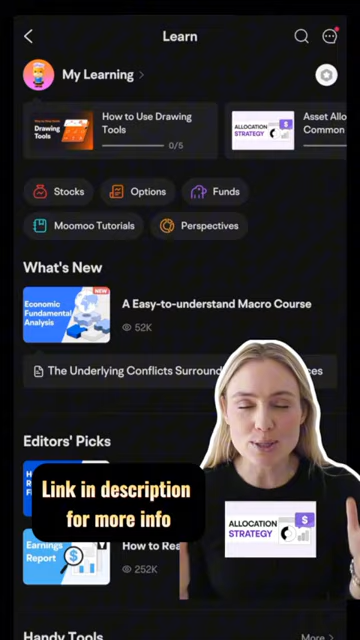 Learn
My Learning
Drawing
Tools
How to Use Drawing
Tools
0/5
ALLOCATION
STRATEGY
Asset Alloc
Common
Stocks
Options
Funds
Moomoo Tutorials
Perspectives
What's New
NEW
Economic
Fundamental
Analysis
A Easy-to-understand Macro Course
52K
The Underlying Conflicts Surround
ces
Editors' Picks
Link in description
for more info
ALLOCATION
STRATEGY
Earnings
Report
How to Rea
252K
Handy Tools
More